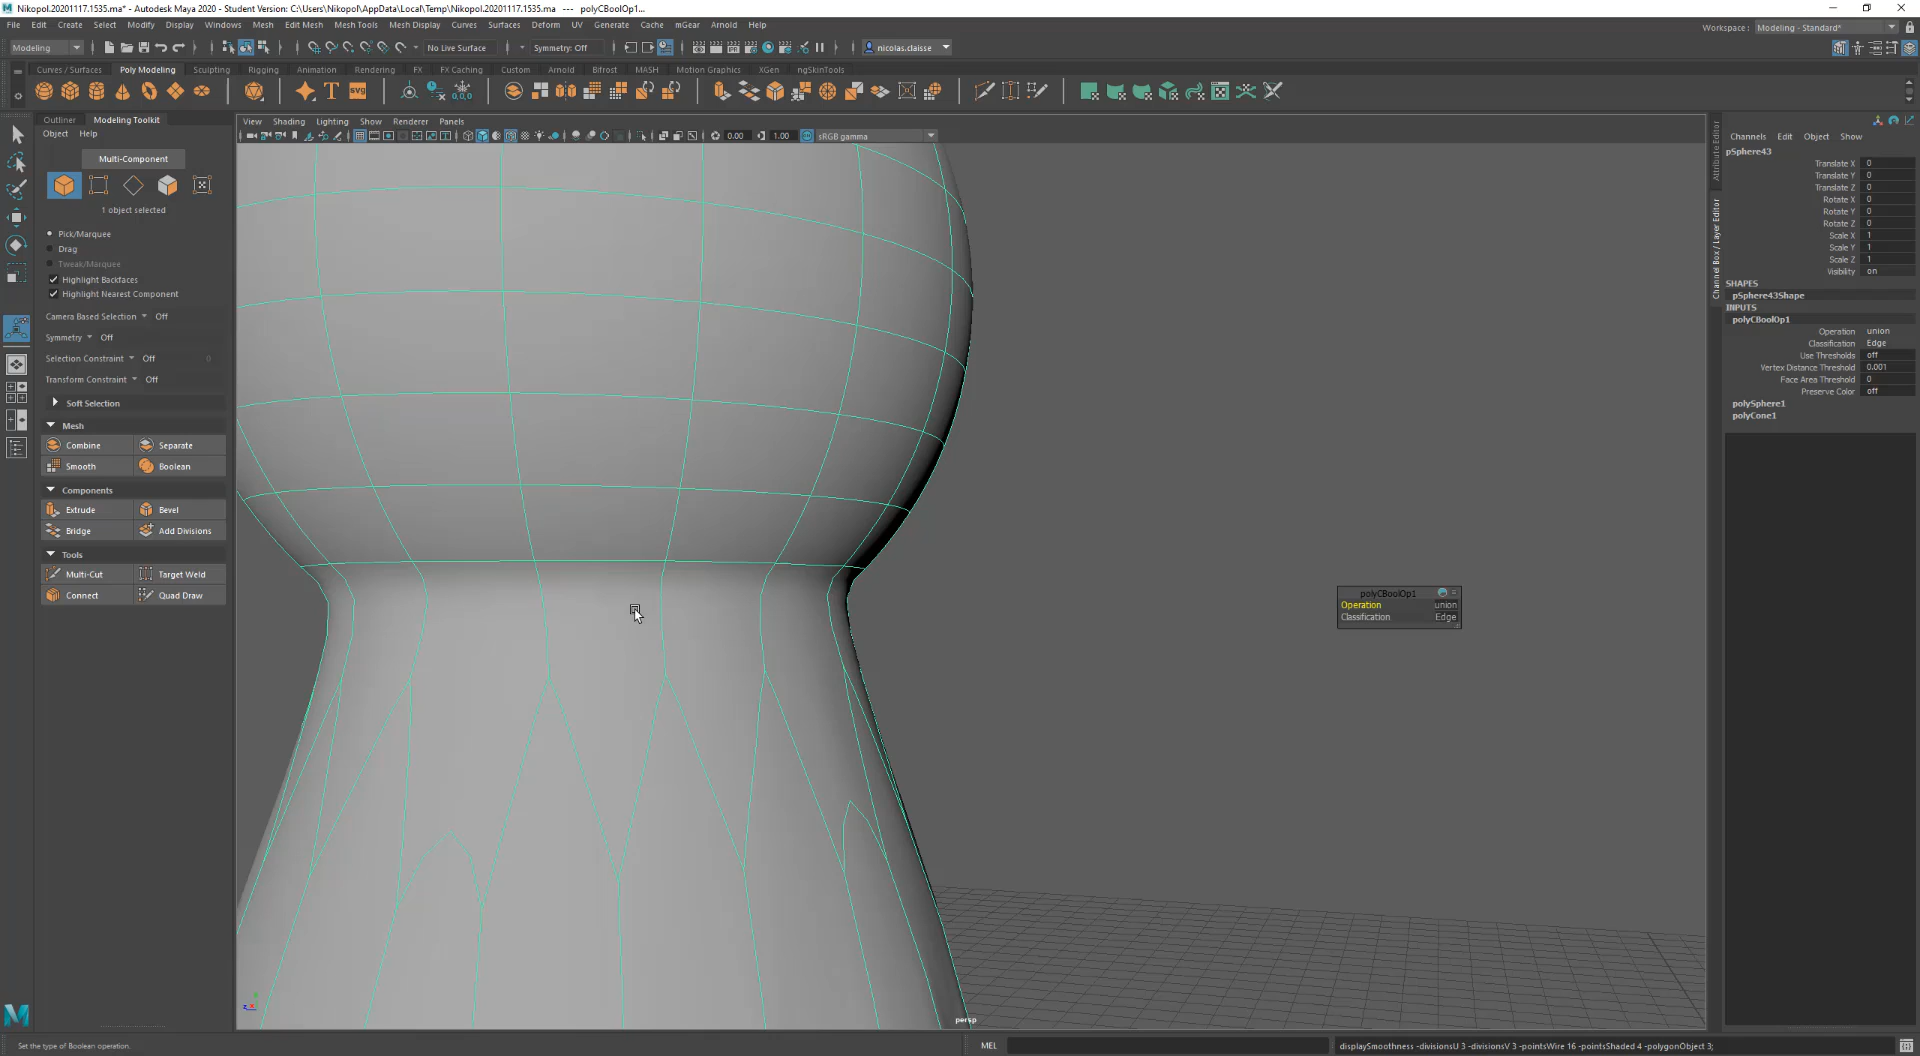 Nikopol.20201117.1535.ma* - Autodesk Maya 2020 - Student Version: C:\Users\Nikopol\AppData\Local\Temp\Nikopol.20201117.1535.ma   ---   polyCBoolOp1...
File Edit Create Select Modify Display Windows Mesh Edit Mesh Mesh Tools Mesh Display Curves Surfaces Deform UV Generate Cache mGear Arnold Help
Workspace : Modeling - Standard*
Modeling No Live Surface Symmetry: Off nicolas.claisse
Curves / Surfaces Poly Modeling Sculpting Rigging Animation Rendering FX FX Caching Custom Arnold Bifrost MASH Motion Graphics XGen ngSkinTools
SVG 0,0,0
Outliner Modeling Toolkit
Object Help
Multi-Component
1 object selected
Pick/Marquee
Drag
Tweak/Marquee
Highlight Backfaces
Highlight Nearest Component
Camera Based Selection Off
Symmetry Off
Selection Constraint Off 0
Transform Constraint Off
Soft Selection
Mesh
Combine Separate
Smooth Boolean
Components
Extrude Bevel
Bridge Add Divisions
Tools
Multi-Cut Target Weld
Connect Quad Draw
View Shading Lighting Show Renderer Panels
0.00 1.00 sRGB gamma
polyCBoolOp1
Operation union
Classification Edge
persp
Attribute Editor
Channel Box / Layer Editor
Channels Edit Object Show
pSphere43
Translate X 0
Translate Y 0
Translate Z 0
Rotate X 0
Rotate Y 0
Rotate Z 0
Scale X 1
Scale Y 1
Scale Z 1
Visibility on
SHAPES
pSphere43Shape
INPUTS
polyCBoolOp1
Operation union
Classification Edge
Use Thresholds off
Vertex Distance Threshold 0.001
Face Area Threshold 0
Preserve Color off
polySphere1
polyCone1
Set the type of Boolean operation.
MEL
displaySmoothness -divisionsU 3 -divisionsV 3 -pointsWire 16 -pointsShaded 4 -polygonObject 3;